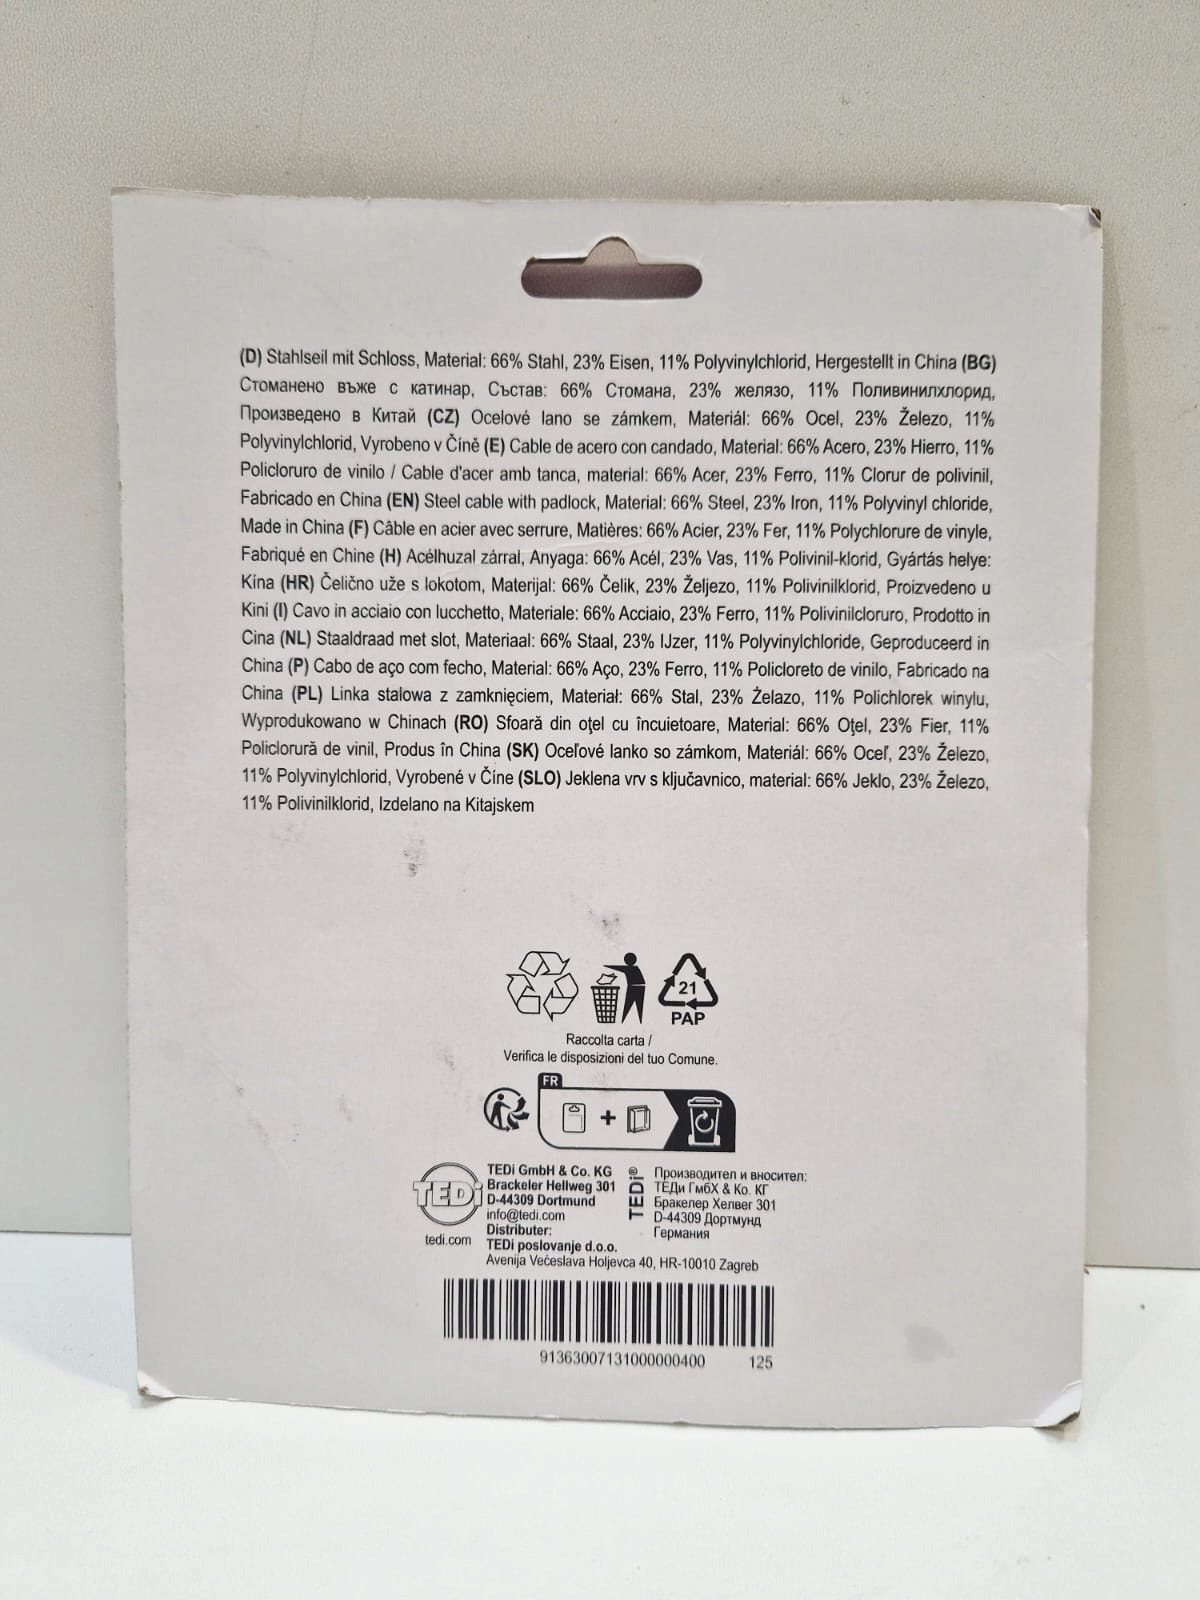 (D) Stahlseil mit Schloss, Material: 66% Stahl, 23% Eisen, 11% Polyvinylchlorid, Hergestellt in China (BG)
Стоманено въже с катинар, Състав: 66% Стомана, 23% желязо, 11% Поливинилхлорид,
Произведено в Китай (CZ) Ocelové lano se zámkem, Materiál: 66% Ocel, 23% Železo, 11%
Polyvinylchlorid, Vyrobeno v Číně (E) Cable de acero con candado, Material: 66% Acero, 23% Hierro, 11%
Policloruro de vinilo / Cable d'acer amb tanca, material: 66% Acer, 23% Ferro, 11% Clorur de polivinil,
Fabricado en China (EN) Steel cable with padlock, Material: 66% Steel, 23% Iron, 11% Polyvinyl chloride,
Made in China (F) Câble en acier avec serrure, Matières: 66% Acier, 23% Fer, 11% Polychlorure de vinyle,
Fabriqué en Chine (H) Acélhuzal zárral, Anyaga: 66% Acél, 23% Vas, 11% Polivinil-klorid, Gyártás helye:
Kína (HR) Čelično uže s lokotom, Materijal: 66% Čelik, 23% Željezo, 11% Polivinilklorid, Proizvedeno u
Kini (I) Cavo in acciaio con lucchetto, Materiale: 66% Acciaio, 23% Ferro, 11% Polivinilcloruro, Prodotto in
Cina (NL) Staaldraad met slot, Materiaal: 66% Staal, 23% IJzer, 11% Polyvinylchloride, Geproduceerd in
China (P) Cabo de aço com fecho, Material: 66% Aço, 23% Ferro, 11% Policloreto de vinilo, Fabricado na
China (PL) Linka stalowa z zamknięciem, Materiał: 66% Stal, 23% Żelazo, 11% Polichlorek winylu,
Wyprodukowano w Chinach (RO) Sfoară din oţel cu încuietoare, Material: 66% Oţel, 23% Fier, 11%
Policlorură de vinil, Produs în China (SK) Oceľové lanko so zámkom, Materiál: 66% Oceľ, 23% Železo,
11% Polyvinylchlorid, Vyrobené v Číne (SLO) Jeklena vrv s ključavnico, material: 66% Jeklo, 23% Železo,
11% Polivinilklorid, Izdelano na Kitajskem
21
PAP
Raccolta carta /
Verifica le disposizioni del tuo Comune.
FR
+
TEDi
tedi.com
TEDi GmbH & Co. KG
Brackeler Hellweg 301
D-44309 Dortmund
info@tedi.com
Distributer:
TEDi poslovanje d.o.o.
Avenija Većeslava Holjevca 40, HR-10010 Zagreb
TEDi®
Производител и вносител:
ТЕДи ГмбХ & Ко. КГ
Бракелер Хелвег 301
D-44309 Дортмунд
Германия
91363007131000000400 125